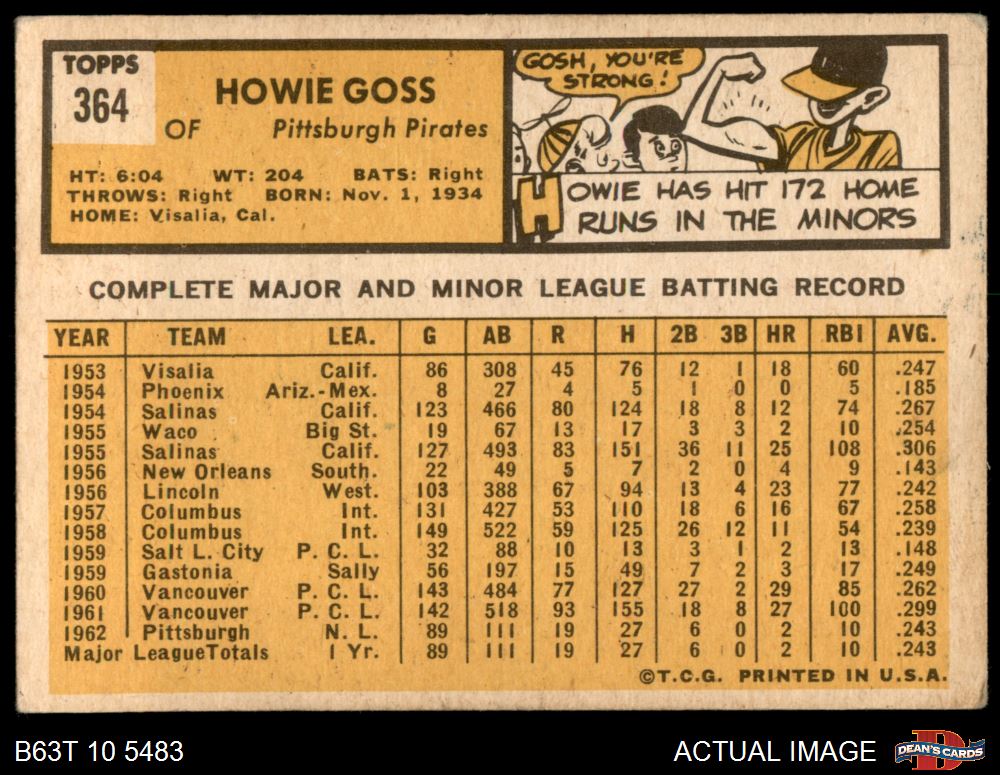 TOPPS
364
HOWIE GOSS
OF Pittsburgh Pirates
HT: 6:04 WT: 204 BATS: Right
THROWS: Right BORN: Nov. 1, 1934
HOME: Visalia, Cal.
GOSH, YOU'RE
STRONG!
HOWIE HAS HIT 172 HOME
RUNS IN THE MINORS
COMPLETE MAJOR AND MINOR LEAGUE BATTING RECORD
YEAR TEAM LEA. G AB R H 2B 3B HR RBI AVG.
1953 Visalia Calif. 86 308 45 76 12 1 18 60 .247
1954 Phoenix Ariz.-Mex. 8 27 4 5 1 0 0 5 .185
1954 Salinas Calif. 123 466 80 124 18 8 12 74 .267
1955 Waco Big St. 19 67 13 17 3 3 2 10 .254
1955 Salinas Calif. 127 493 83 151 36 11 25 108 .306
1956 New Orleans South. 22 49 5 7 2 0 4 9 .143
1956 Lincoln West. 103 388 67 94 13 4 23 77 .242
1957 Columbus Int. 131 427 53 110 18 6 16 67 .258
1958 Columbus Int. 149 522 59 125 26 12 11 54 .239
1959 Salt L. City P. C. L. 32 88 10 13 3 1 2 13 .148
1959 Gastonia Sally 56 197 15 49 7 2 3 17 .249
1960 Vancouver P. C. L. 143 484 77 127 27 2 29 85 .262
1961 Vancouver P. C. L. 142 518 93 155 18 8 27 100 .299
1962 Pittsburgh N. L. 89 111 19 27 6 0 2 10 .243
Major League Totals 1 Yr. 89 111 19 27 6 0 2 10 .243
©T.C.G. PRINTED IN U.S.A.
B63T 10 5483 ACTUAL IMAGE DEAN'S CARDS